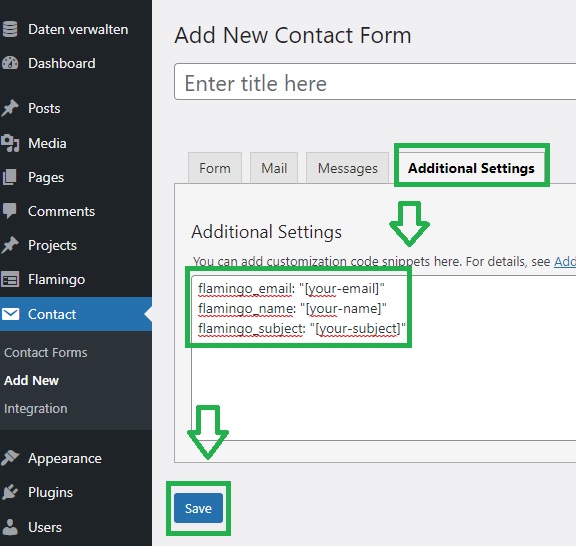 Daten verwalten
Dashboard
Posts
Media
Pages
Comments
Projects
Flamingo
Contact
Contact Forms
Add New
Integration
Appearance
Plugins
Users
Add New Contact Form
Enter title here
Form
Mail
Messages
Additional Settings
Additional Settings
You can add customization code snippets here. For details, see Add
flamingo_email: "[your-email]"
flamingo_name: "[your-name]"
flamingo_subject: "[your-subject]"
Save